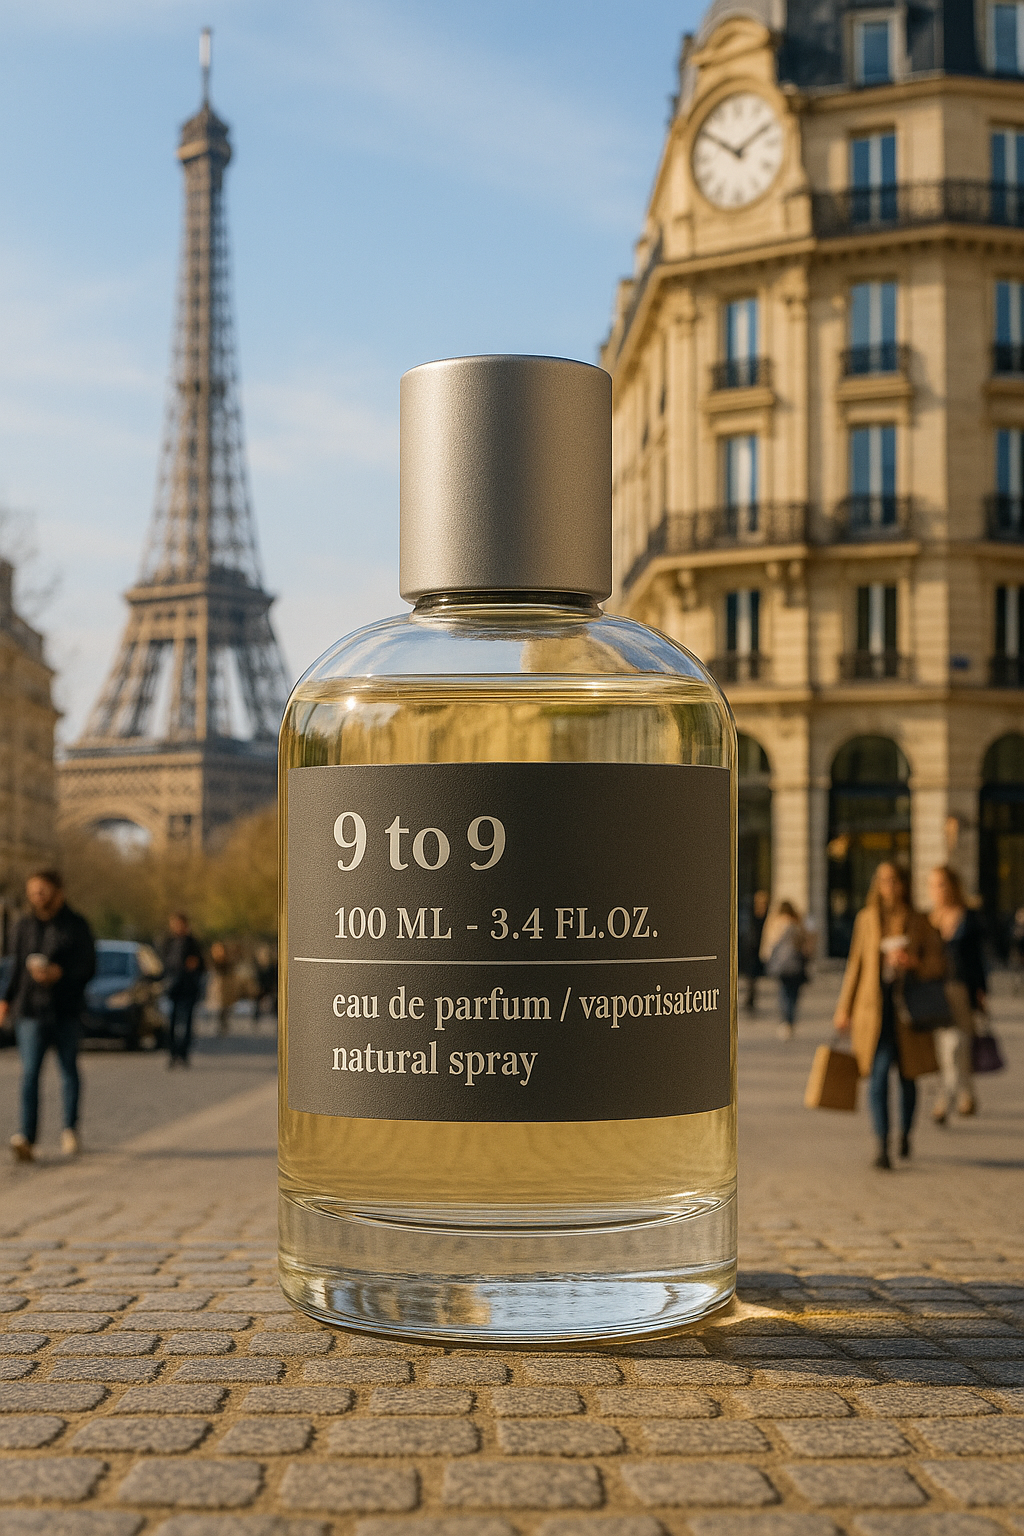 9 to 9
100 ML - 3.4 FL.OZ.
eau de parfum / vaporisateur
natural spray